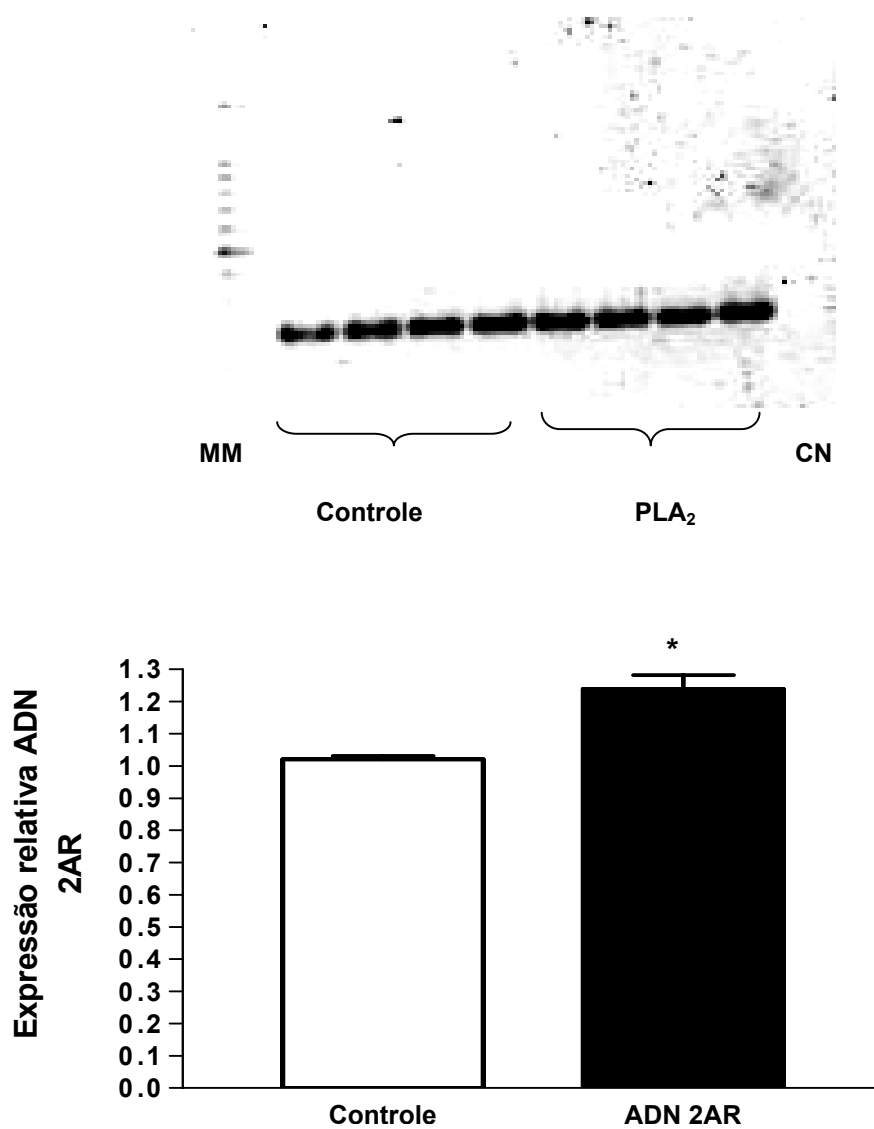 MM
CN
Controle
PLA₂
*
Expressão relativa ADN
2AR
1.3
1.2
1.1
1.0
0.9
0.8
0.7
0.6
0.5
0.4
0.3
0.2
0.1
0.0
Controle
ADN 2AR